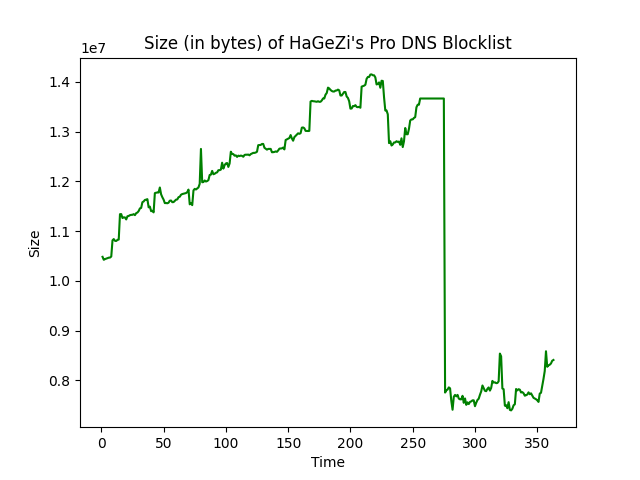 Size (in bytes) of HaGeZi's Pro DNS Blocklist
1e7
1.4
1.3
1.2
1.1
1.0
0.9
0.8
Size
0 50 100 150 200 250 300 350
Time